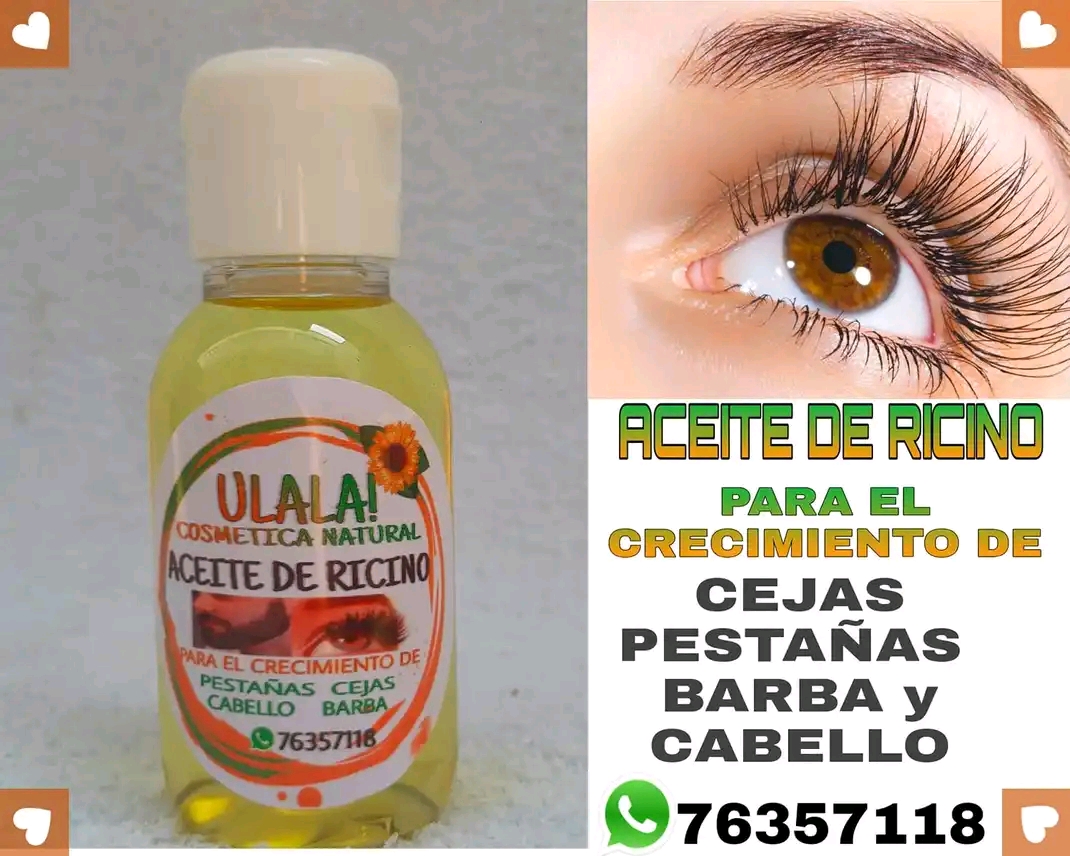 ULALA!
COSMETICA NATURAL
ACEITE DE RICINO
PARA EL CRECIMIENTO DE
PESTAÑAS CEJAS
CABELLO BARBA
76357118
ACEITE DE RICINO
PARA EL
CRECIMIENTO DE
CEJAS
PESTAÑAS
BARBA y
CABELLO
76357118